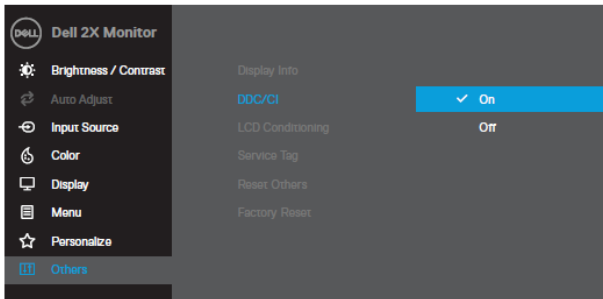 DELL Dell 2X Monitor
Brightness / Contrast
Display Info
Auto Adjust
DDC/CI
On
Input Source
LCD Conditioning
Off
Color
Service Tag
Display
Reset Others
Menu
Factory Reset
Personalize
Others